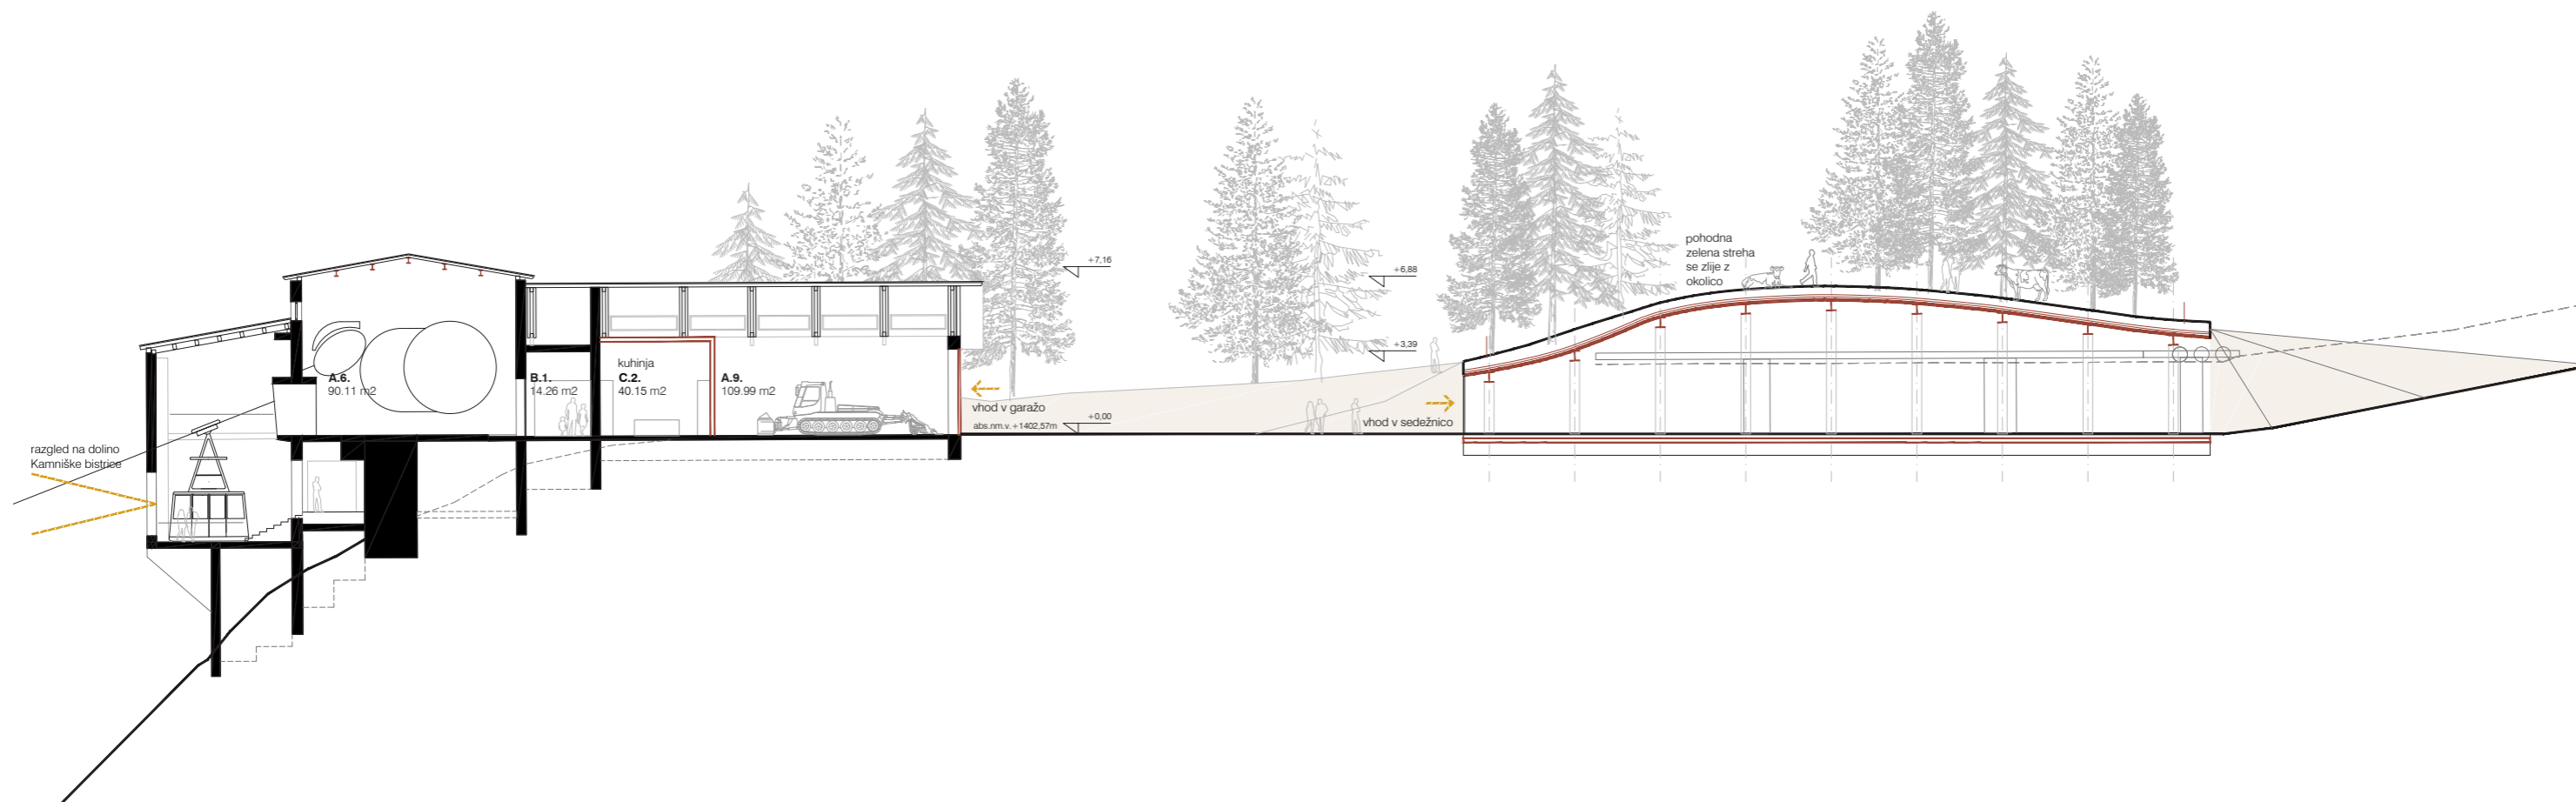 pohodna
zelena streha
se zlije z
okolico
+7,16
+6,88
+3,39
kuhinja
A.6.
90.11 m2
B.1.
14.26 m2
C.2.
40.15 m2
A.9.
109.99 m2
vhod v garažo
+0,00
abs.nm.v.+1402,57m
vhod v sedežnico
razgled na dolino
Kamniške bistrice